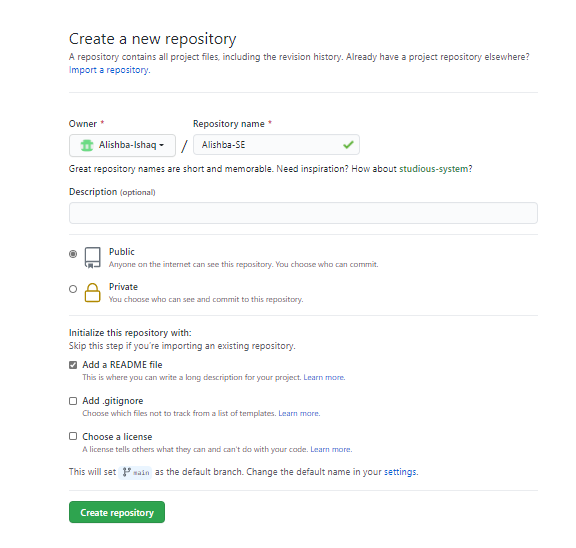 Create a new repository
A repository contains all project files, including the revision history. Already have a project repository elsewhere?
Import a repository.
Owner * Repository name *
Alishba-Ishaq / Alishba-SE
Great repository names are short and memorable. Need inspiration? How about studious-system?
Description (optional)
Public
Anyone on the internet can see this repository. You choose who can commit.
Private
You choose who can see and commit to this repository.
Initialize this repository with:
Skip this step if you're importing an existing repository.
Add a README file
This is where you can write a long description for your project. Learn more.
Add .gitignore
Choose which files not to track from a list of templates. Learn more.
Choose a license
A license tells others what they can and can't do with your code. Learn more.
This will set main as the default branch. Change the default name in your settings.
Create repository